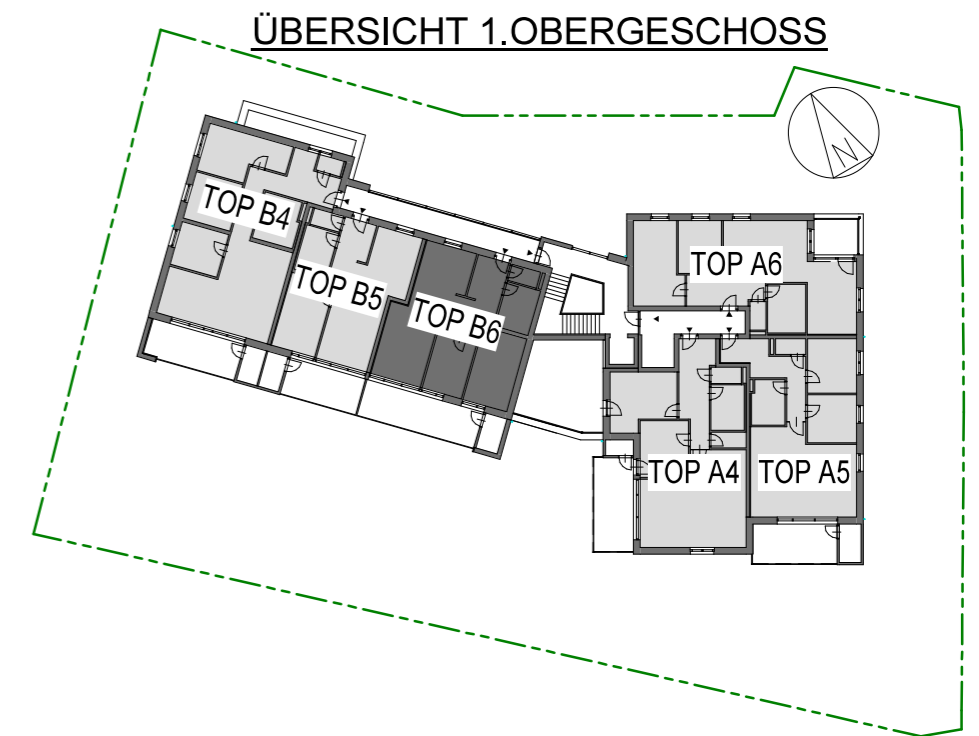 ÜBERSICHT 1.OBERGESCHOSS
N
TOP B4
TOP B5
TOP B6
TOP A6
TOP A4
TOP A5